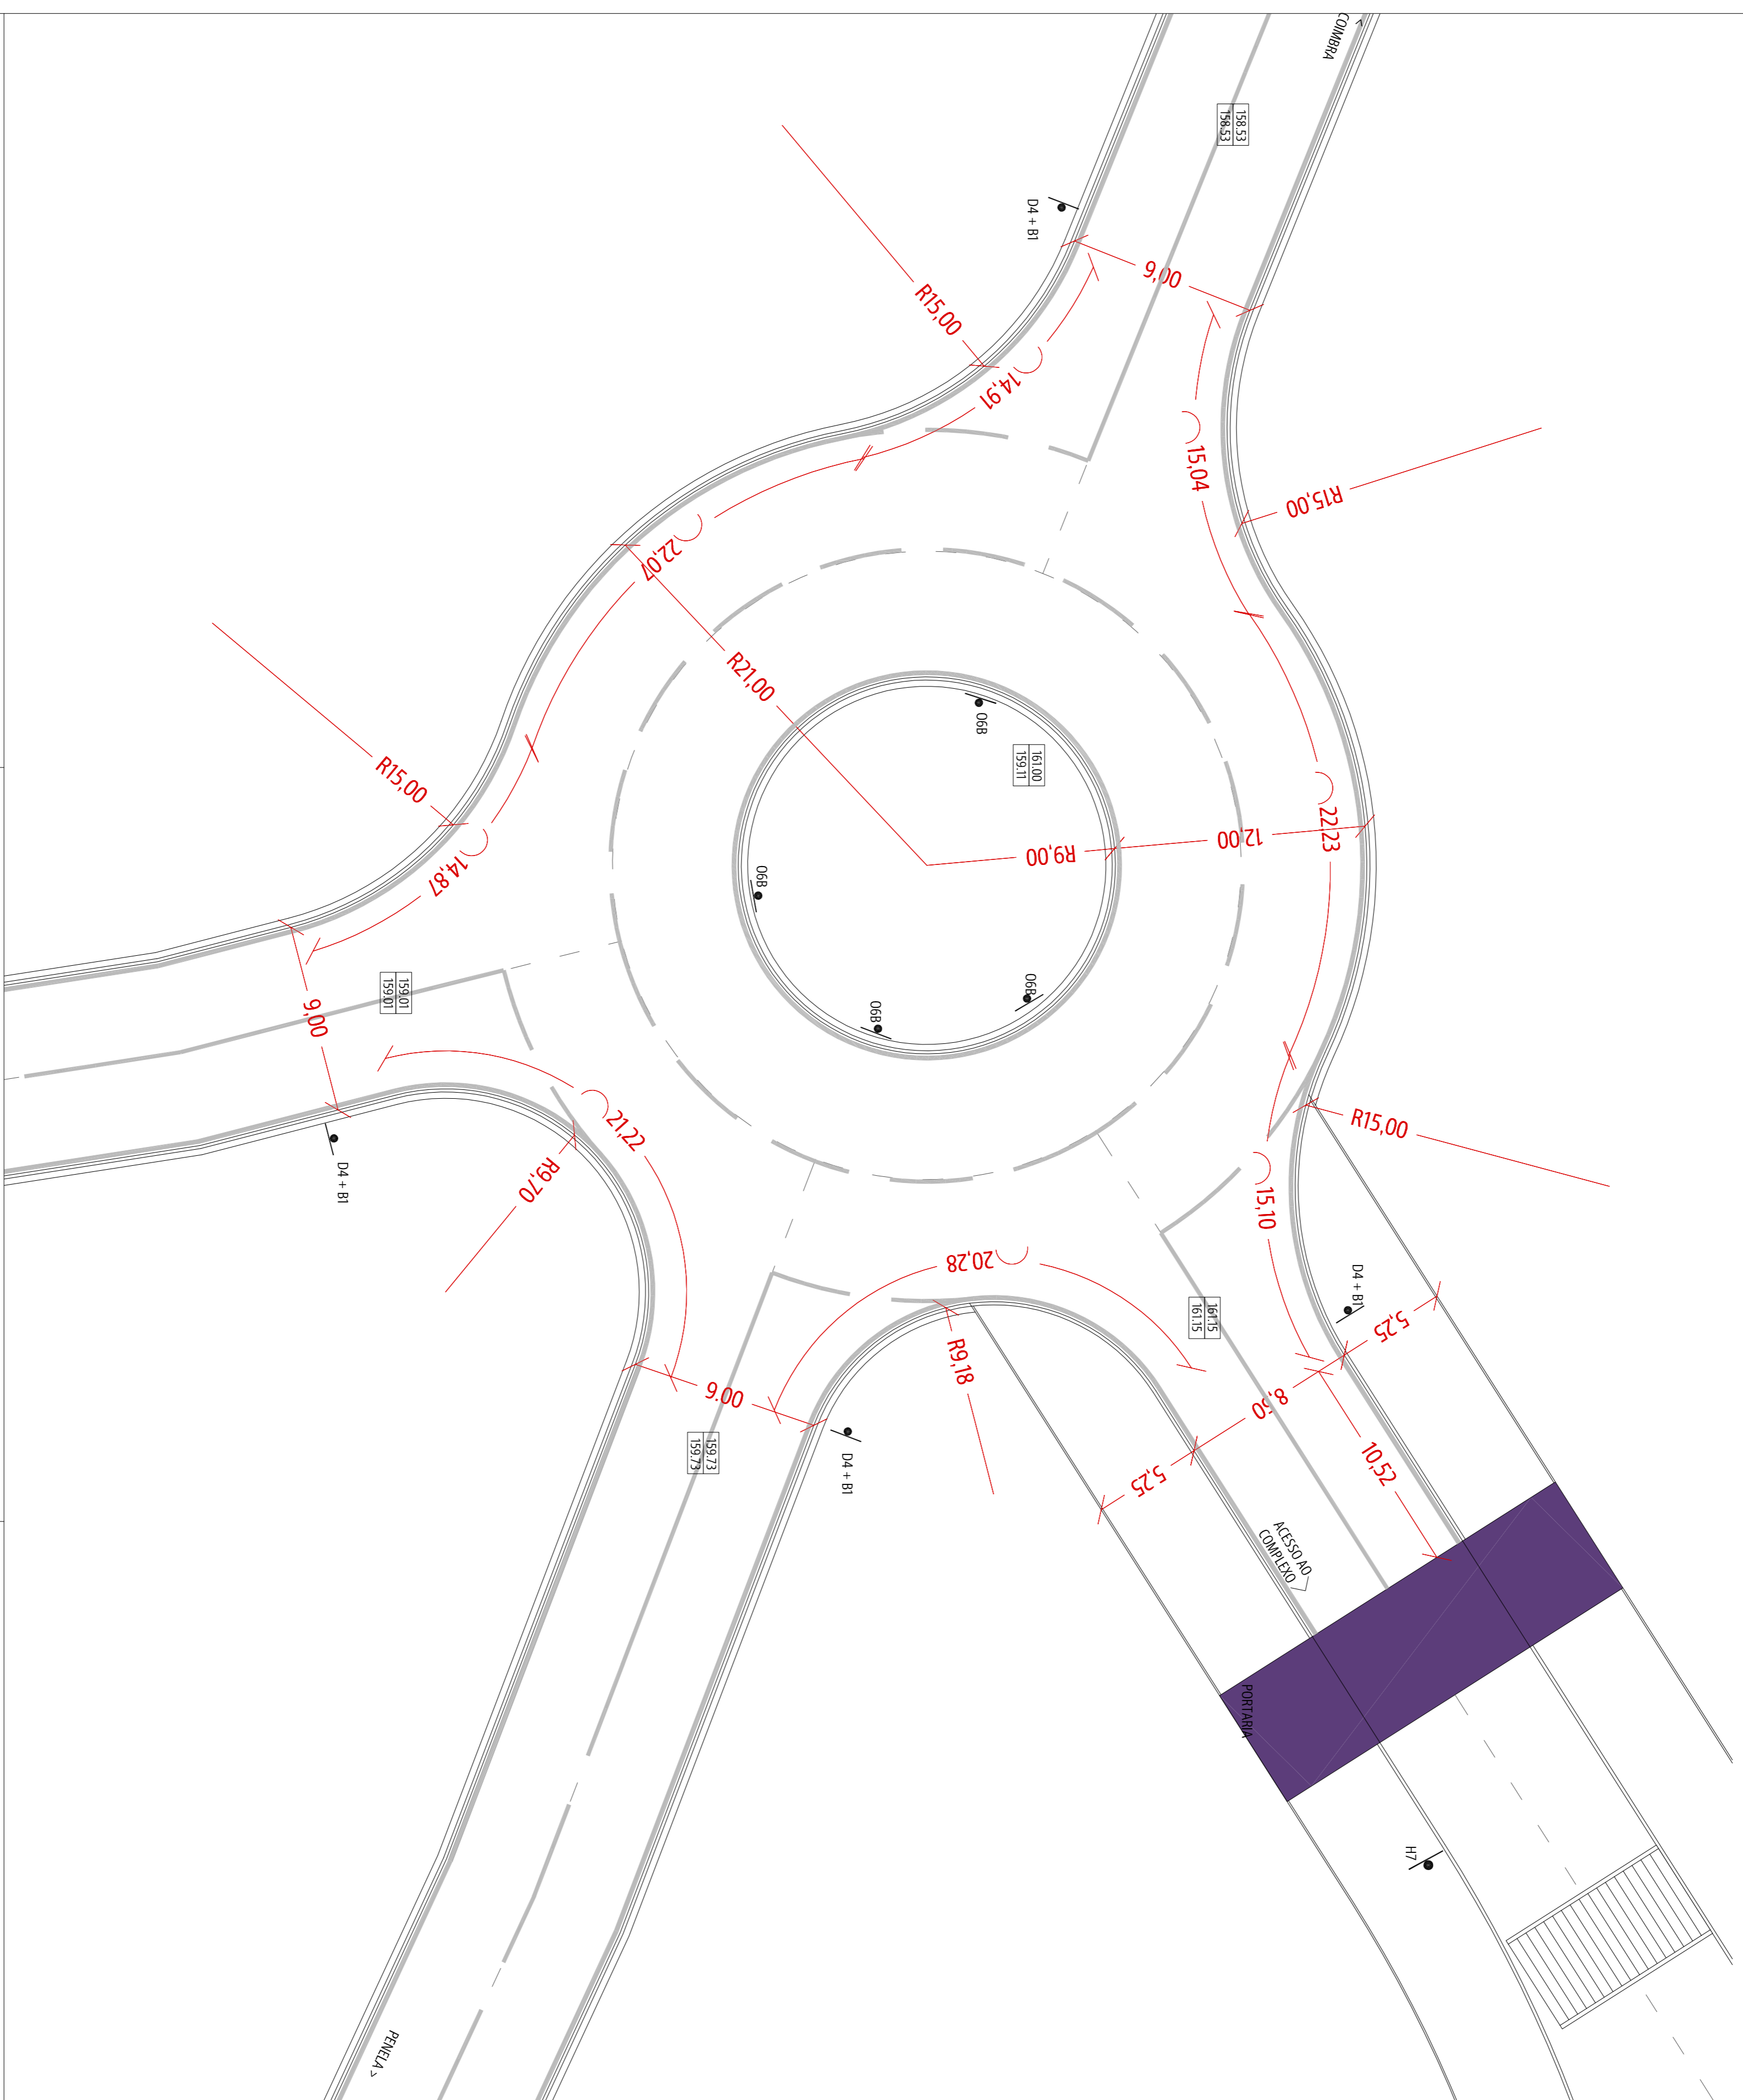 COIMBRA >
158.53
158.53
D4 + B1
9,00
R15,00
14,91
15,04
R15,00
22,07
R21,00
O6B
161.00
159.11
R15,00
22,23
12,00
R9,00
14,87
O6B
159.01
159.01
9,00
O6B
O6B
21,22
R15,00
D4 + B1
R9,70
15,10
20,28
D4 + B1
161.15
161.15
5,25
R9,18
9.00
8,50
159.73
159.73
D4 + B1
10,52
5,25
ACESSO AO
COMPLEXO
PORTARIA
H7
PENELA >